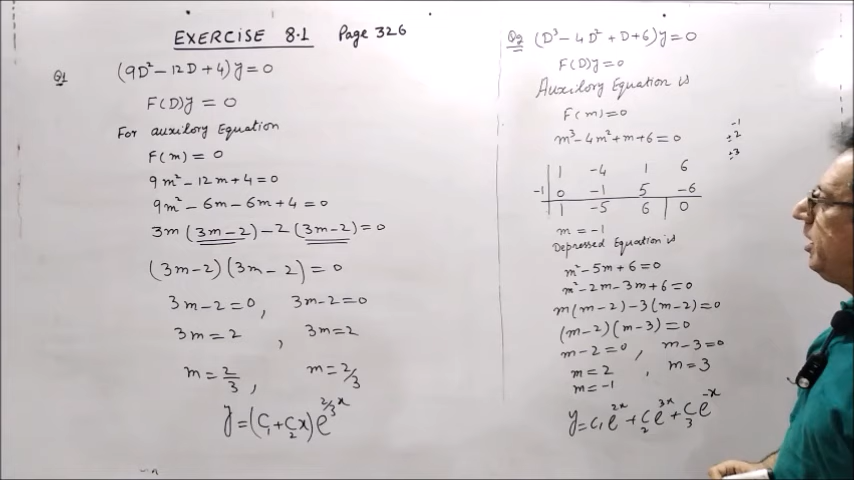 EXERCISE 8.1 Page 326
Q1 (9D² - 12D + 4)y = 0
F(D)y = 0
For auxilory Equation
F(m) = 0
9m² - 12m + 4 = 0
9m² - 6m - 6m + 4 = 0
3m (3m - 2) - 2 (3m - 2) = 0
(3m - 2) (3m - 2) = 0
3m - 2 = 0, 3m - 2 = 0
3m = 2 , 3m = 2
m = 2/3, m = 2/3
y = (C₁ + C₂x) e^(2/3 x)
Q2 (D³ - 4D² + D + 6)y = 0
F(D)y = 0
Auxilory Equation is
F(m) = 0
m³ - 4m² + m + 6 = 0
-1
±2
±3
1 -4 1 6
-1 0 -1 5 -6
1 -5 6 0
m = -1
Depressed Equation is
m² - 5m + 6 = 0
m² - 2m - 3m + 6 = 0
m(m - 2) - 3(m - 2) = 0
(m - 2)(m - 3) = 0
m - 2 = 0 , m - 3 = 0
m = 2 , m = 3
m = -1
y = C₁e^(2x) + C₂e^(3x) + C₃e^(-x)